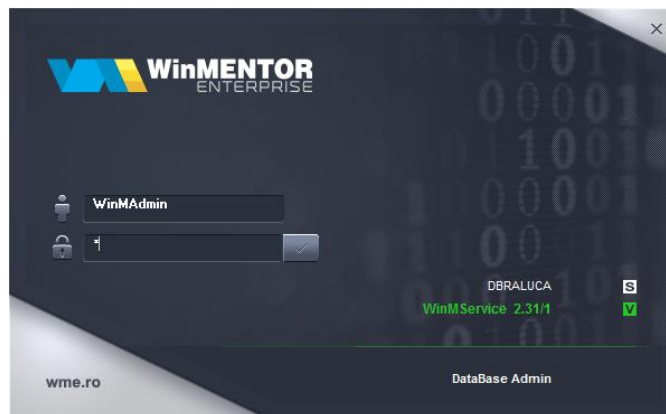 WinMENTOR
ENTERPRISE
WinMAdmin
*
DBRALUCA S
WinMService 2.31/1 V
wme.ro
DataBase Admin